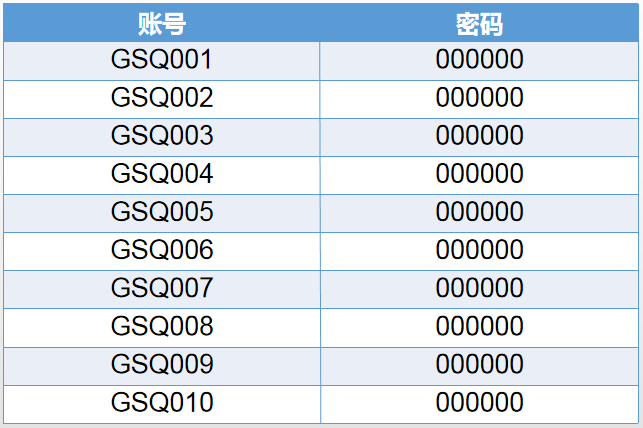 账号 密码
GSQ001 000000
GSQ002 000000
GSQ003 000000
GSQ004 000000
GSQ005 000000
GSQ006 000000
GSQ007 000000
GSQ008 000000
GSQ009 000000
GSQ010 000000